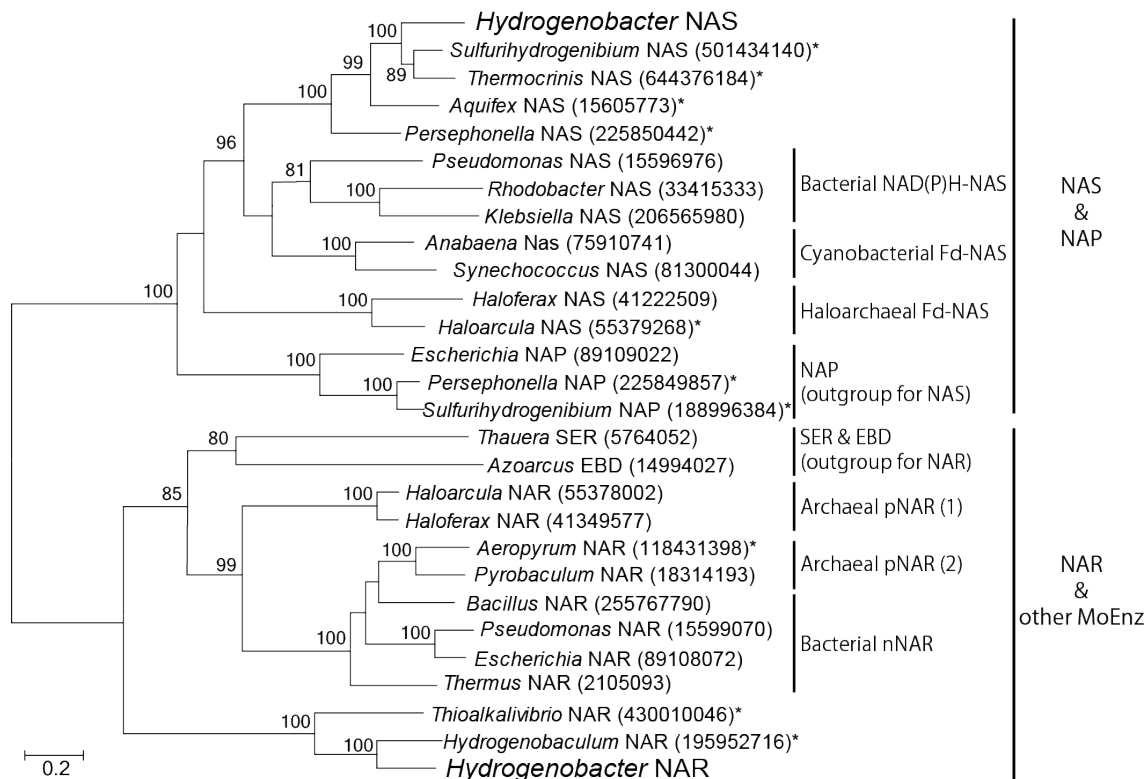 Hydrogenobacter NAS
100
Sulfurihydrogenibium NAS (501434140)*
99
89
Thermocrinis NAS (644376184)*
100
Aquifex NAS (15605773)*
Persephonella NAS (225850442)*
96
Pseudomonas NAS (15596976)
81
Rhodobacter NAS (33415333)
100
Klebsiella NAS (206565980)
Bacterial NAD(P)H-NAS
Anabaena Nas (75910741)
100
Synechococcus NAS (81300044)
Cyanobacterial Fd-NAS
100
Haloferax NAS (41222509)
100
Haloarcula NAS (55379268)*
Haloarchaeal Fd-NAS
Escherichia NAP (89109022)
100
Persephonella NAP (225849857)*
100
Sulfurihydrogenibium NAP (188996384)*
NAP
(outgroup for NAS)
NAS
&
NAP
Thauera SER (5764052)
80
Azoarcus EBD (14994027)
SER & EBD
(outgroup for NAR)
85
Haloarcula NAR (55378002)
100
Haloferax NAR (41349577)
Archaeal pNAR (1)
99
Aeropyrum NAR (118431398)*
100
Pyrobaculum NAR (18314193)
Archaeal pNAR (2)
Bacillus NAR (255767790)
Pseudomonas NAR (15599070)
100
100
Escherichia NAR (89108072)
Thermus NAR (2105093)
Bacterial nNAR
NAR
&
other MoEnz
Thioalkalivibrio NAR (430010046)*
100
Hydrogenobaculum NAR (195952716)*
100
Hydrogenobacter NAR
0.2